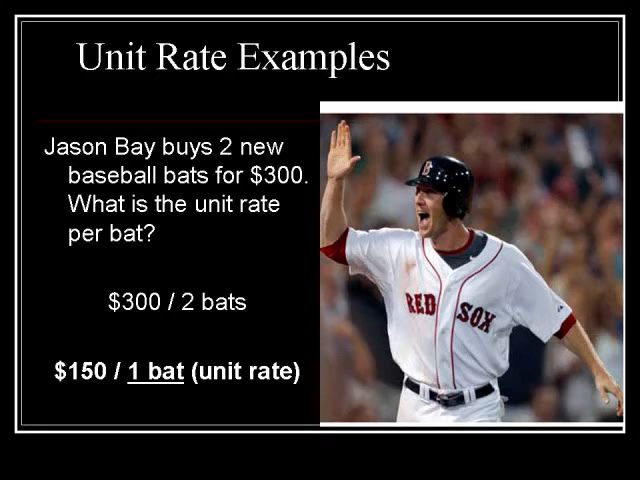 Unit Rate Examples
Jason Bay buys 2 new
baseball bats for $300.
What is the unit rate
per bat?
$300 / 2 bats
$150 / 1 bat (unit rate)
B
RED SOX